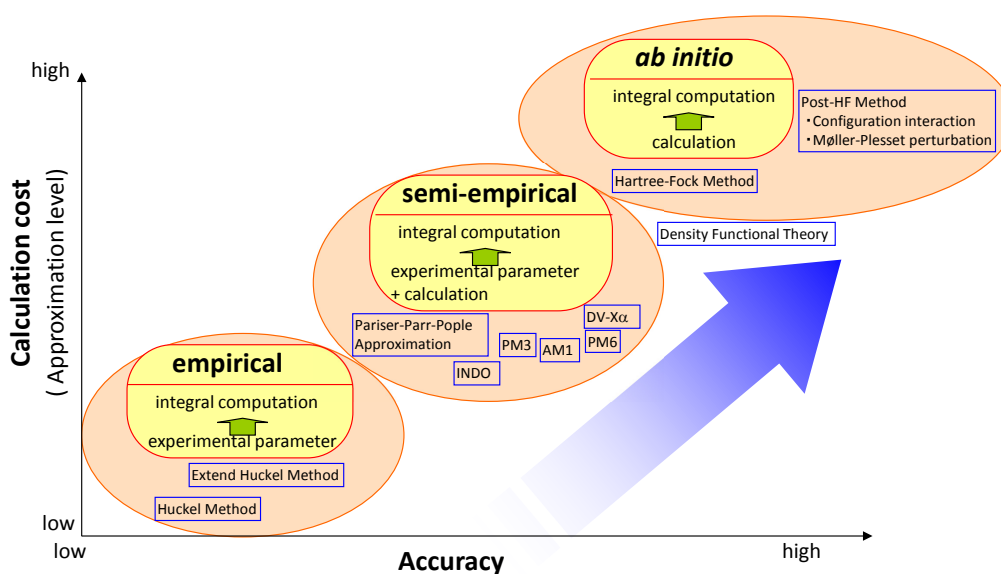 high
Calculation cost
( Approximation level)
low
low
Accuracy
high
ab initio
integral computation
calculation
Post-HF Method
・Configuration interaction
・Møller-Plesset perturbation
Hartree-Fock Method
Density Functional Theory
semi-empirical
integral computation
experimental parameter
+ calculation
Pariser-Parr-Pople
Approximation
DV-Xα
PM3
AM1
PM6
INDO
empirical
integral computation
experimental parameter
Extend Huckel Method
Huckel Method